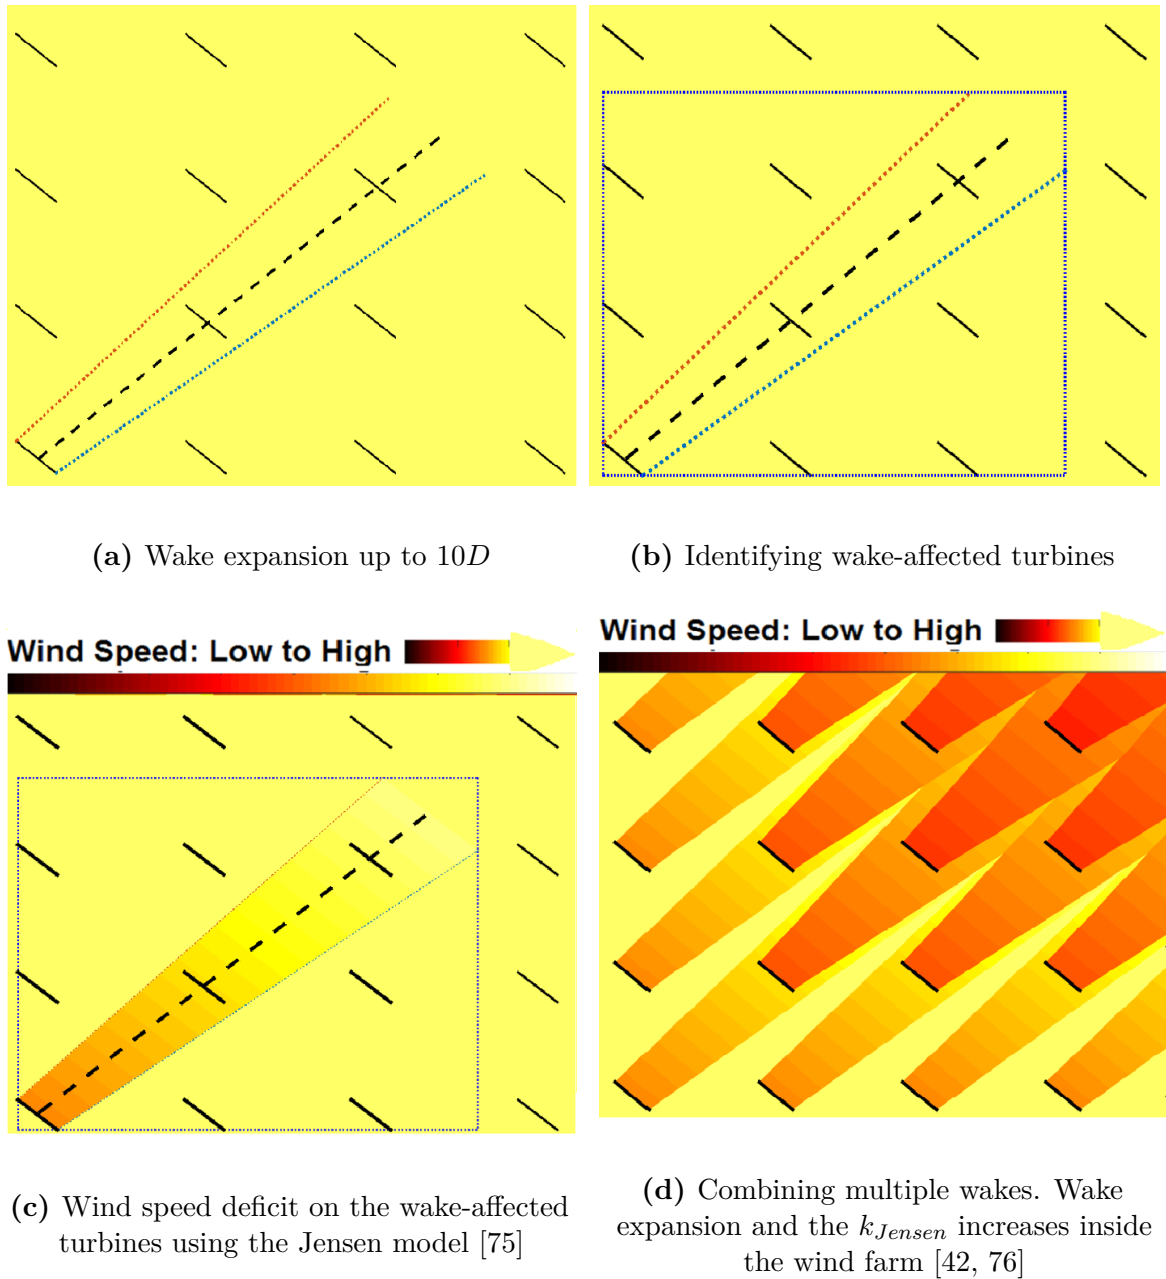 (a) Wake expansion up to 10D
(b) Identifying wake-affected turbines
Wind Speed: Low to High
Wind Speed: Low to High
(c) Wind speed deficit on the wake-affected
turbines using the Jensen model [75]
(d) Combining multiple wakes. Wake
expansion and the k_Jensen increases inside
the wind farm [42, 76]